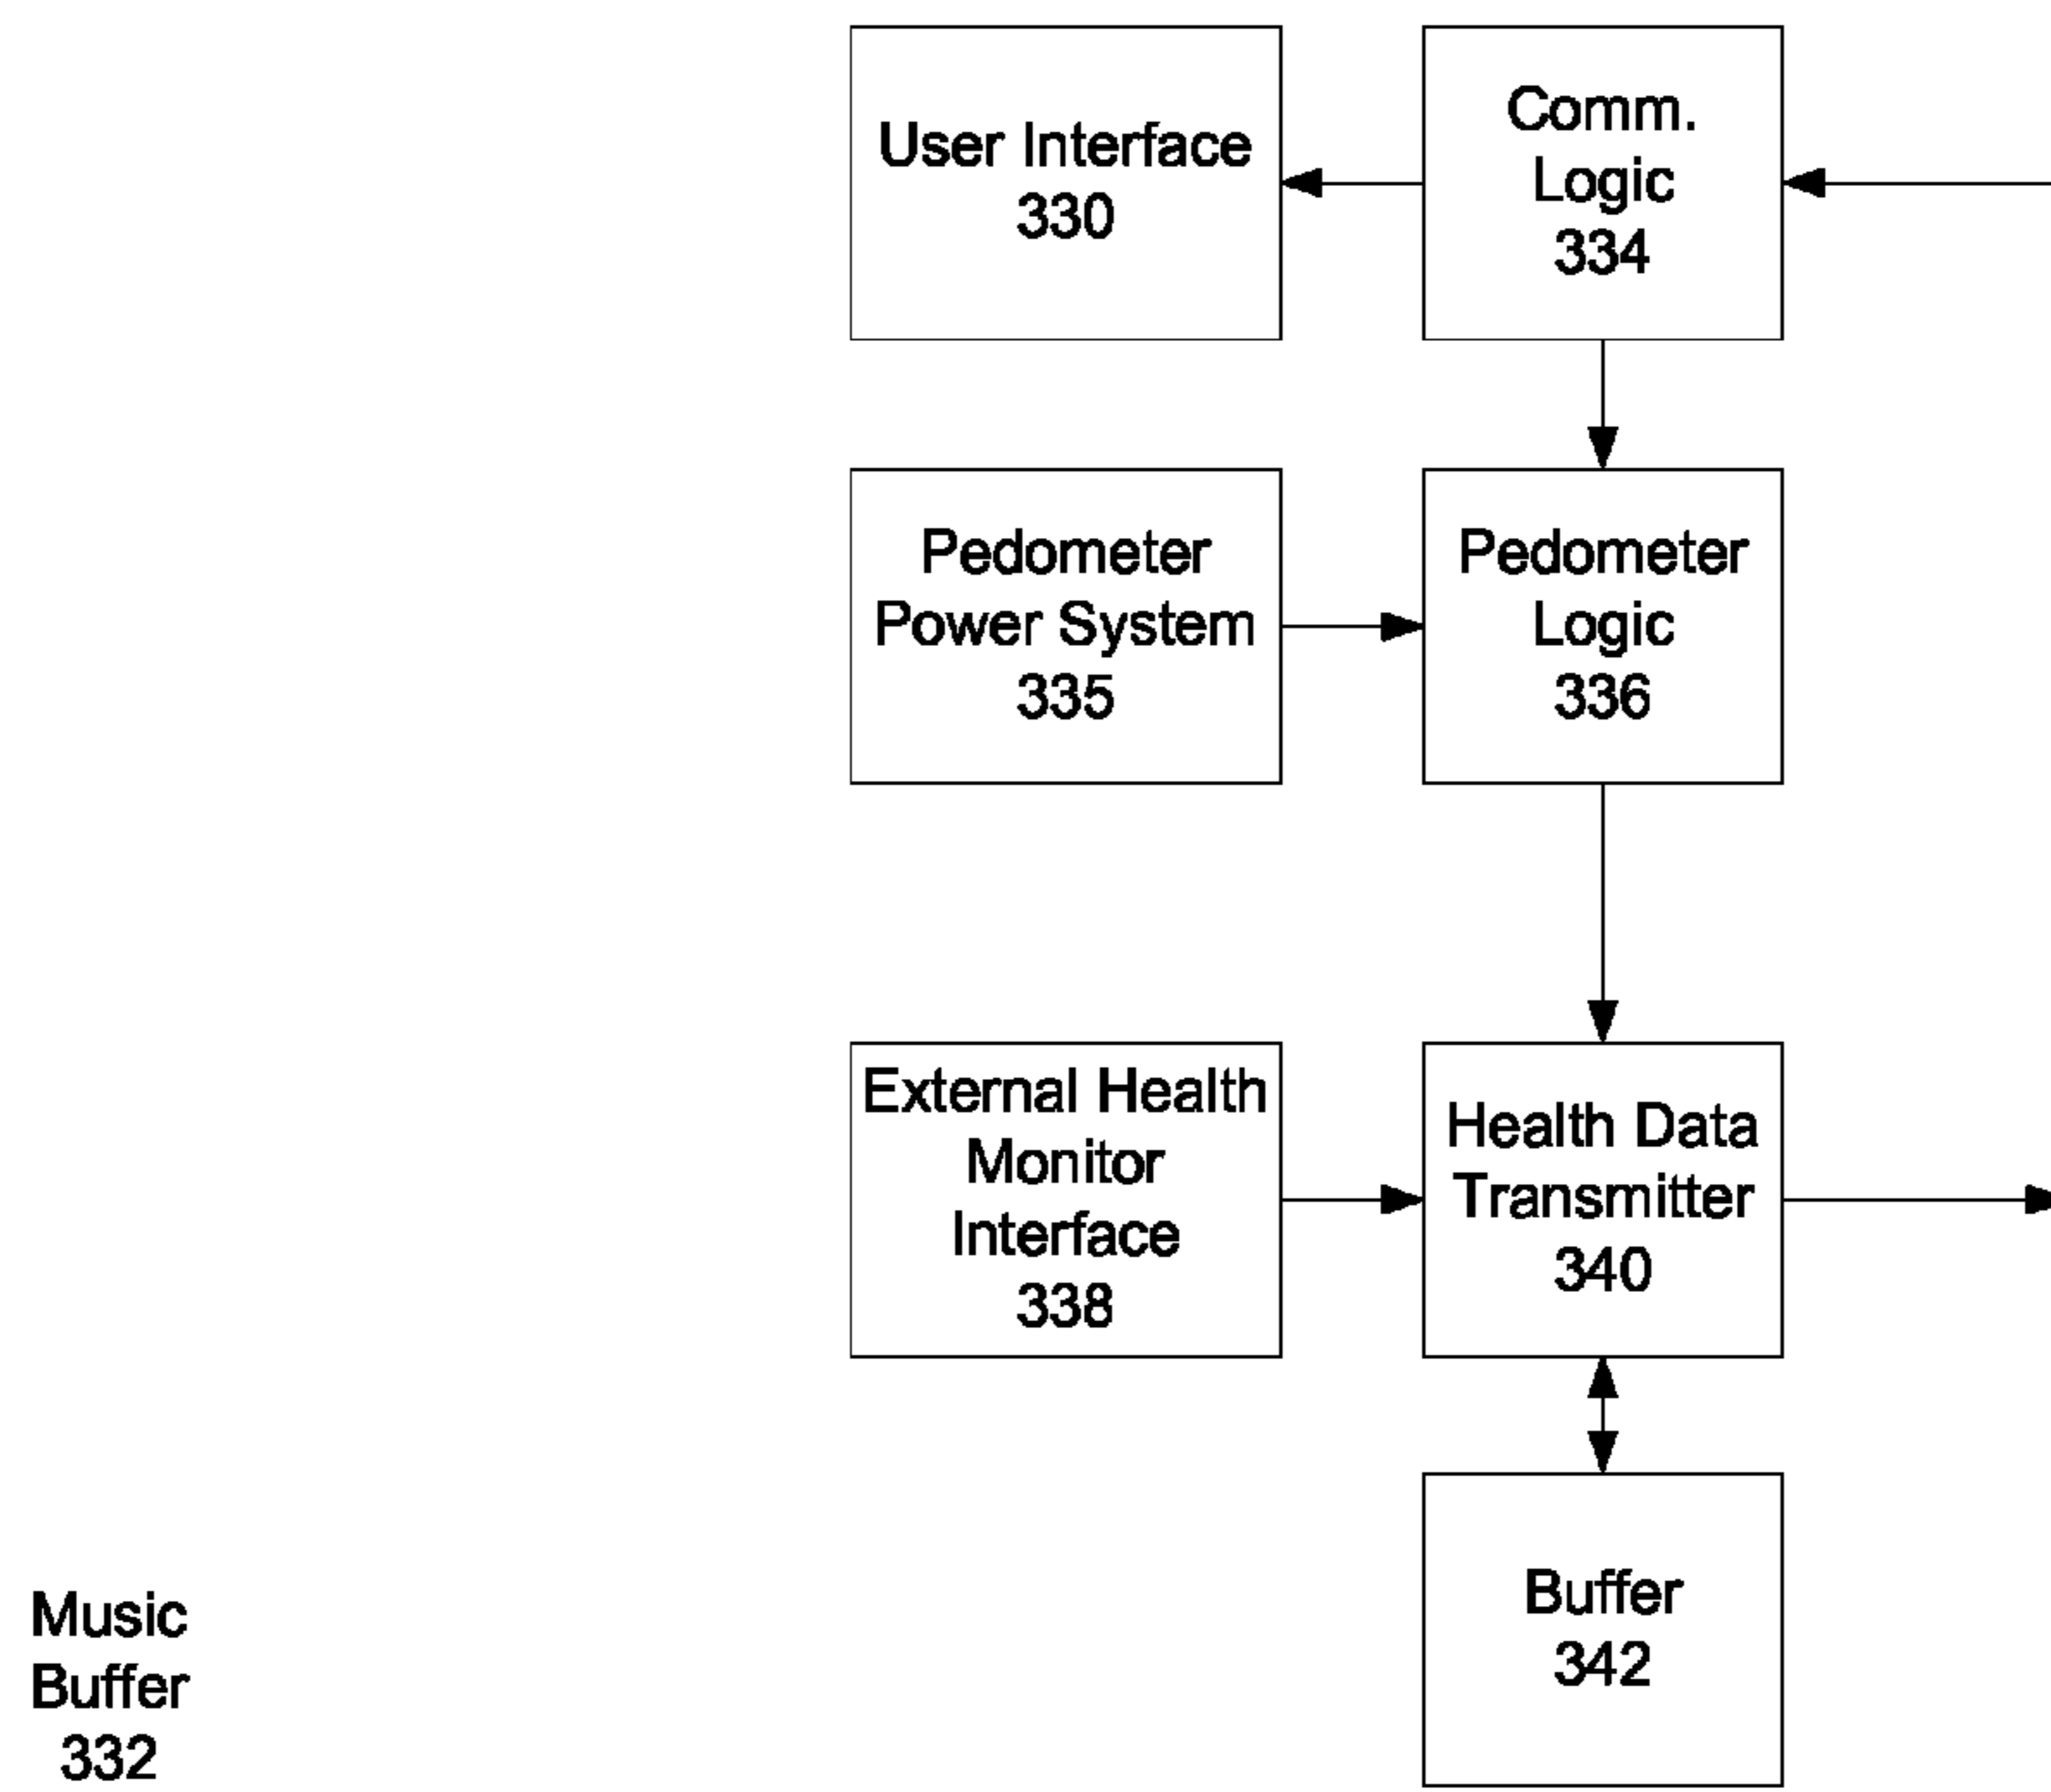 User Interface
330
Comm.
Logic
334
Pedometer
Power System
335
Pedometer
Logic
336
External Health
Monitor
Interface
338
Health Data
Transmitter
340
Buffer
342
Music
Buffer
332